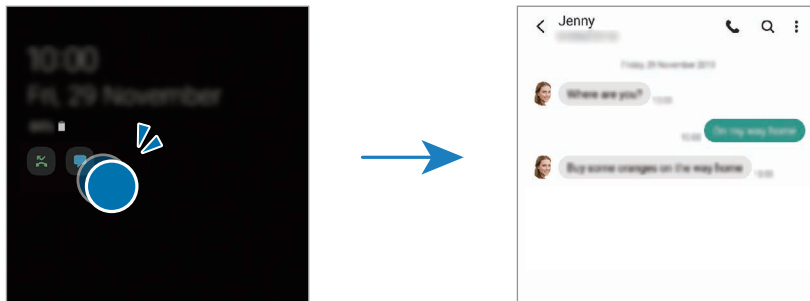 10:00
Fri, 29 November
Jenny
Friday, 29 November 2019
Where are you?
10:00
On my way home
10:00
Buy some oranges on the way home
10:00